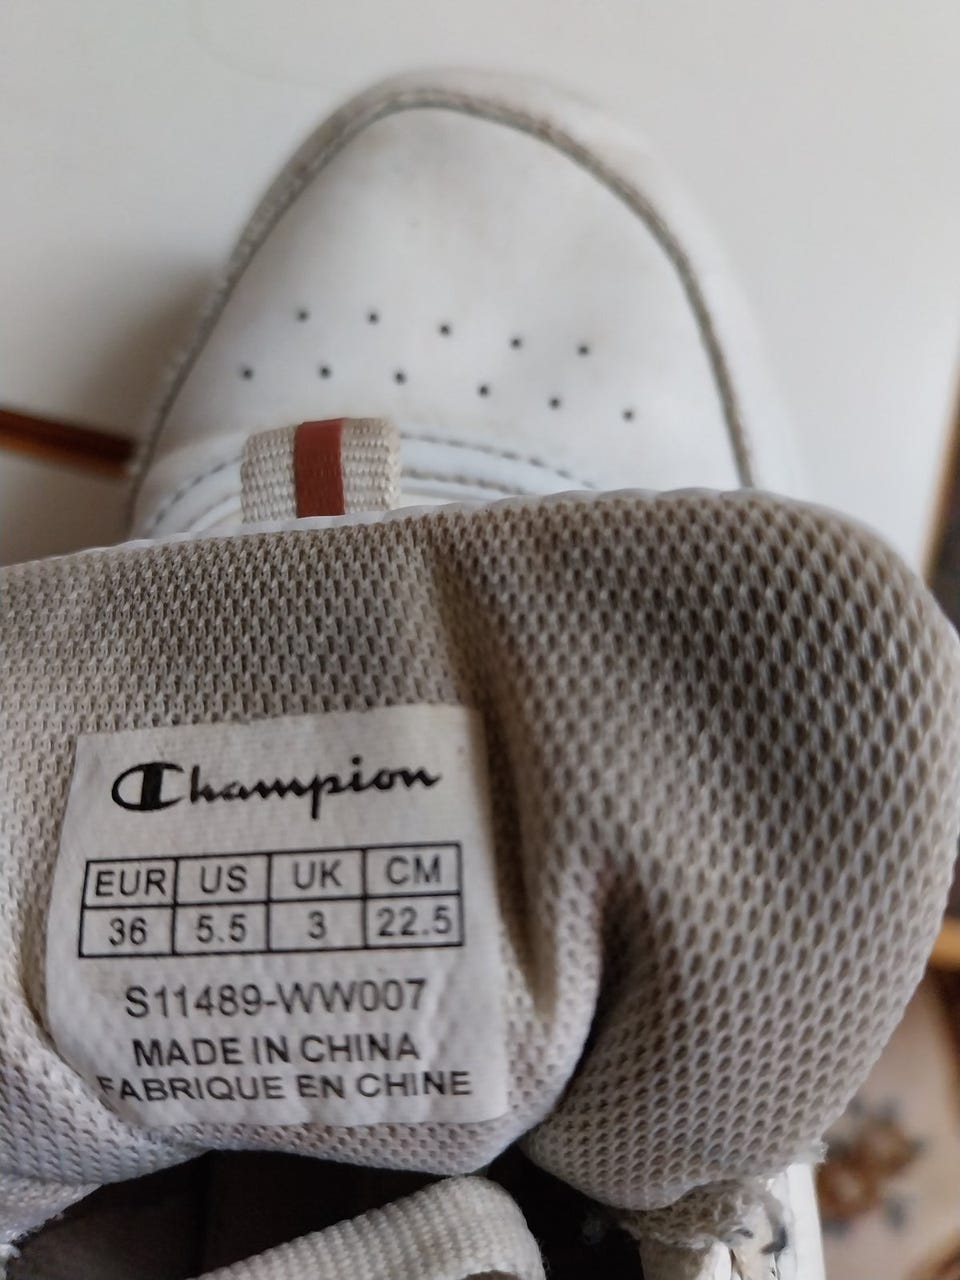 Champion
EUR US UK CM
36 5.5 3 22.5
S11489-WW007
MADE IN CHINA
FABRIQUE EN CHINE